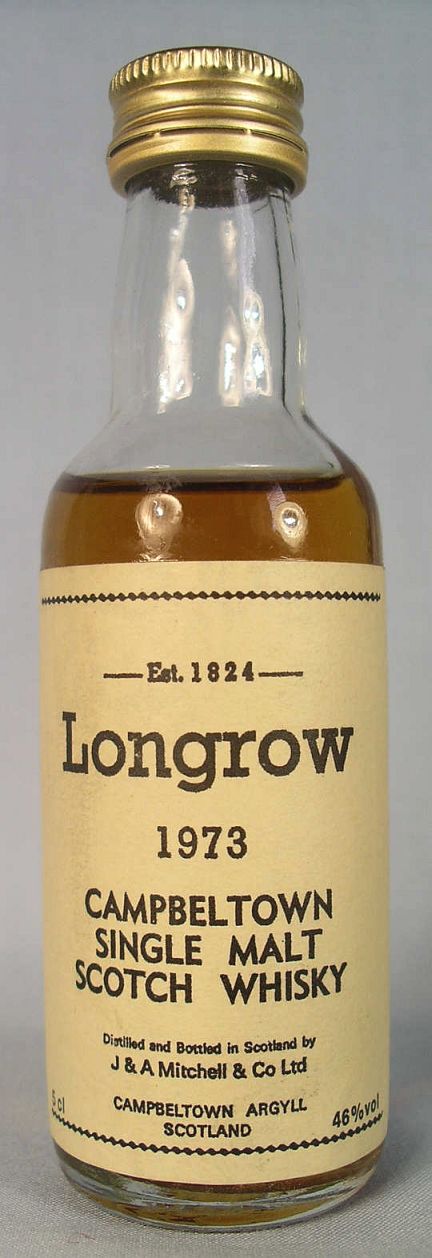 Est. 1824
Longrow
1973
CAMPBELTOWN
SINGLE MALT
SCOTCH WHISKY
Distilled and Bottled in Scotland by
J & A Mitchell & Co Ltd
5 cl
CAMPBELTOWN ARGYLL
SCOTLAND
46%vol